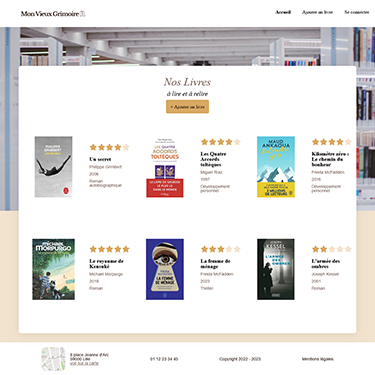 Mon Vieux Grimoire
Accueil
Ajouter un livre
Se connecter
Nos Livres
à lire et à relire
+ Ajouter un livre
PHILIPPE
GRIMBERT
Un secret
Philippe Grimbert
2006
Roman
autobiographique
LES QUATRE
ACCORDS
TOLTÈQUES
Les Quatre
Accords
toltèques
Miguel Ruiz
1997
Développement
personnel
MAUD
ANKAOUA
Kilomètre zéro :
Le chemin du
bonheur
Freida McFadden
2016
Développement
personnel
MICHAEL
MORPURGO
Le royaume de
Kensuké
Michael Morpurgo
2018
Roman
LA FEMME
DE MÉNAGE
La femme de
ménage
Freida McFadden
2023
Thriller
KESSEL
L'ARMÉE
DES
OMBRES
L'armée des
ombres
Joseph Kessel
2001
Roman
8 place Jeanne d'Arc
59000 Lille
voir sur la carte
01 12 23 34 45
Copyright 2022 - 2023
Mentions légales